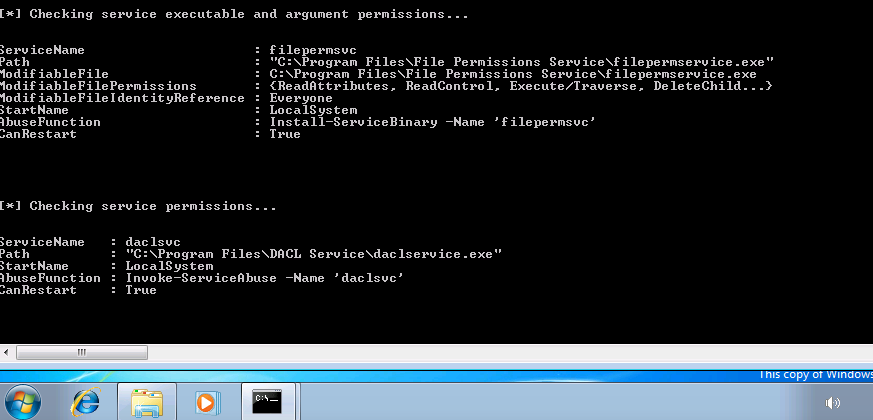 [*] Checking service executable and argument permissions...
ServiceName : filepermsvc
Path : "C:\Program Files\File Permissions Service\filepermservice.exe"
ModifiableFile : C:\Program Files\File Permissions Service\filepermservice.exe
ModifiableFilePermissions : {ReadAttributes, ReadControl, Execute/Traverse, DeleteChild...}
ModifiableFileIdentityReference : Everyone
StartName : LocalSystem
AbuseFunction : Install-ServiceBinary -Name 'filepermsvc'
CanRestart : True
[*] Checking service permissions...
ServiceName : daclsvc
Path : "C:\Program Files\DACL Service\daclservice.exe"
StartName : LocalSystem
AbuseFunction : Invoke-ServiceAbuse -Name 'daclsvc'
CanRestart : True
This copy of Windows
C:\